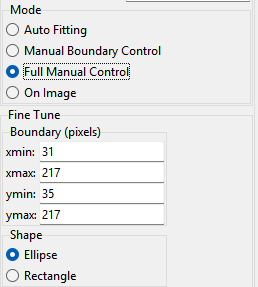 Mode
Auto Fitting
Manual Boundary Control
Full Manual Control
On Image
Fine Tune
Boundary (pixels)
xmin: 31
xmax: 217
ymin: 35
ymax: 217
Shape
Ellipse
Rectangle